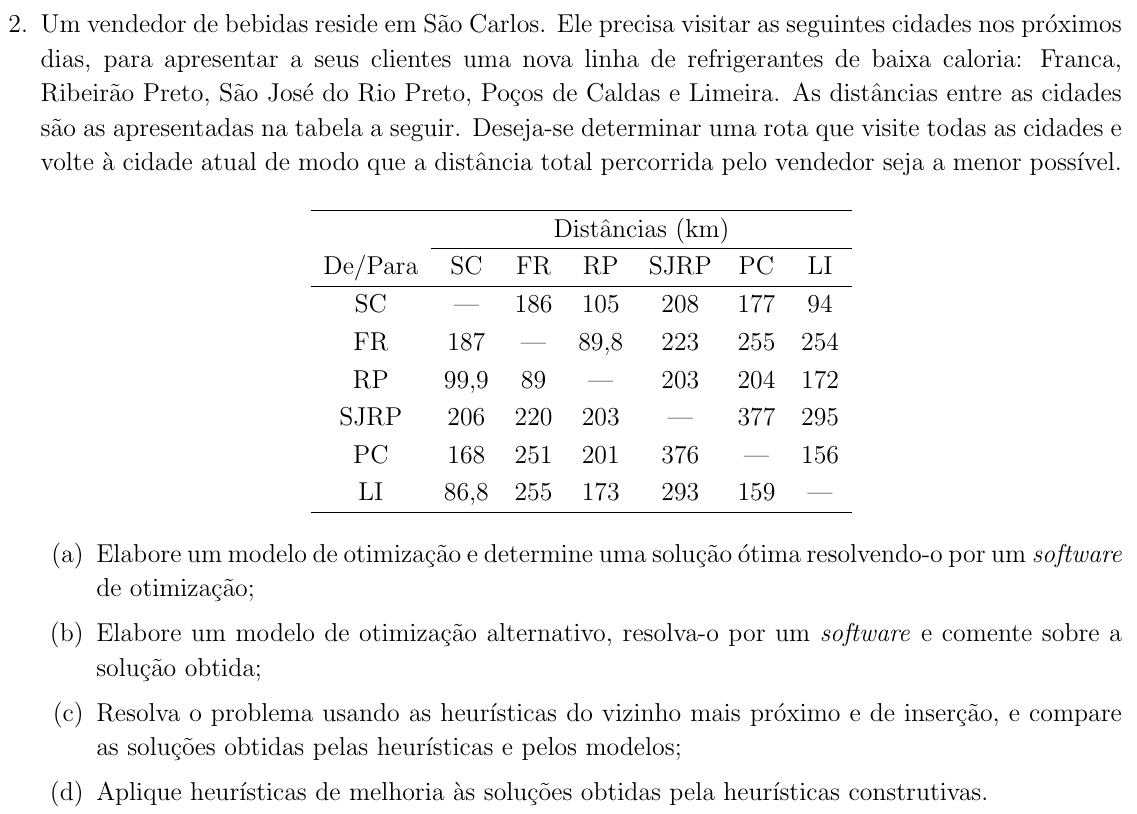 2. Um vendedor de bebidas reside em São Carlos. Ele precisa visitar as seguintes cidades nos próximos
dias, para apresentar a seus clientes uma nova linha de refrigerantes de baixa caloria: Franca,
Ribeirão Preto, São José do Rio Preto, Poços de Caldas e Limeira. As distâncias entre as cidades
são as apresentadas na tabela a seguir. Deseja-se determinar uma rota que visite todas as cidades e
volte à cidade atual de modo que a distância total percorrida pelo vendedor seja a menor possível.
Distâncias (km)
De/Para SC FR RP SJRP PC LI
SC — 186 105 208 177 94
FR 187 — 89,8 223 255 254
RP 99,9 89 — 203 204 172
SJRP 206 220 203 — 377 295
PC 168 251 201 376 — 156
LI 86,8 255 173 293 159 —
(a) Elabore um modelo de otimização e determine uma solução ótima resolvendo-o por um software
de otimização;
(b) Elabore um modelo de otimização alternativo, resolva-o por um software e comente sobre a
solução obtida;
(c) Resolva o problema usando as heurísticas do vizinho mais próximo e de inserção, e compare
as soluções obtidas pelas heurísticas e pelos modelos;
(d) Aplique heurísticas de melhoria às soluções obtidas pela heurísticas construtivas.